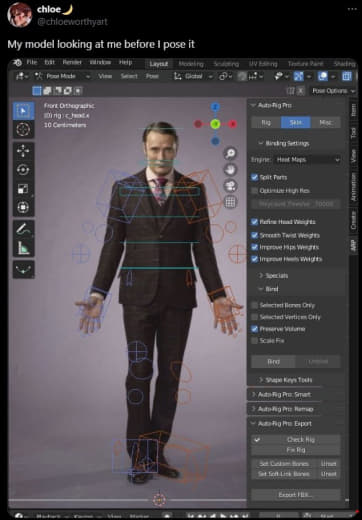 chloe🌙
@chloeworthyart
My model looking at me before I pose it
File Edit Render Window Help Layout Modeling Sculpting UV Editing Texture Paint Shading
Pose Mode View Select Pose Global
Pose Options
Front Orthographic
(0) rig : c_head.x
10 Centimeters
Auto-Rig Pro
Rig Skin Misc
Binding Settings
Engine: Heat Maps
Split Parts
Optimize High Res
Refine Head Weights
Smooth Twist Weights
Improve Hips Weights
Improve Heels Weights
Specials
Bind
Selected Bones Only
Selected Vertices Only
Preserve Volume
Scale Fix
Bind Unbind
Shape Keys Tools
Auto-Rig Pro: Smart
Auto-Rig Pro: Remap
Auto-Rig Pro: Export
Check Rig
Fix Rig
Set Custom Bones Unset
Set Soft-Link Bones Unset
Export FBX...
Item
Tool
View
Animation
Create
ARP
Playback Keying View Marker
Start